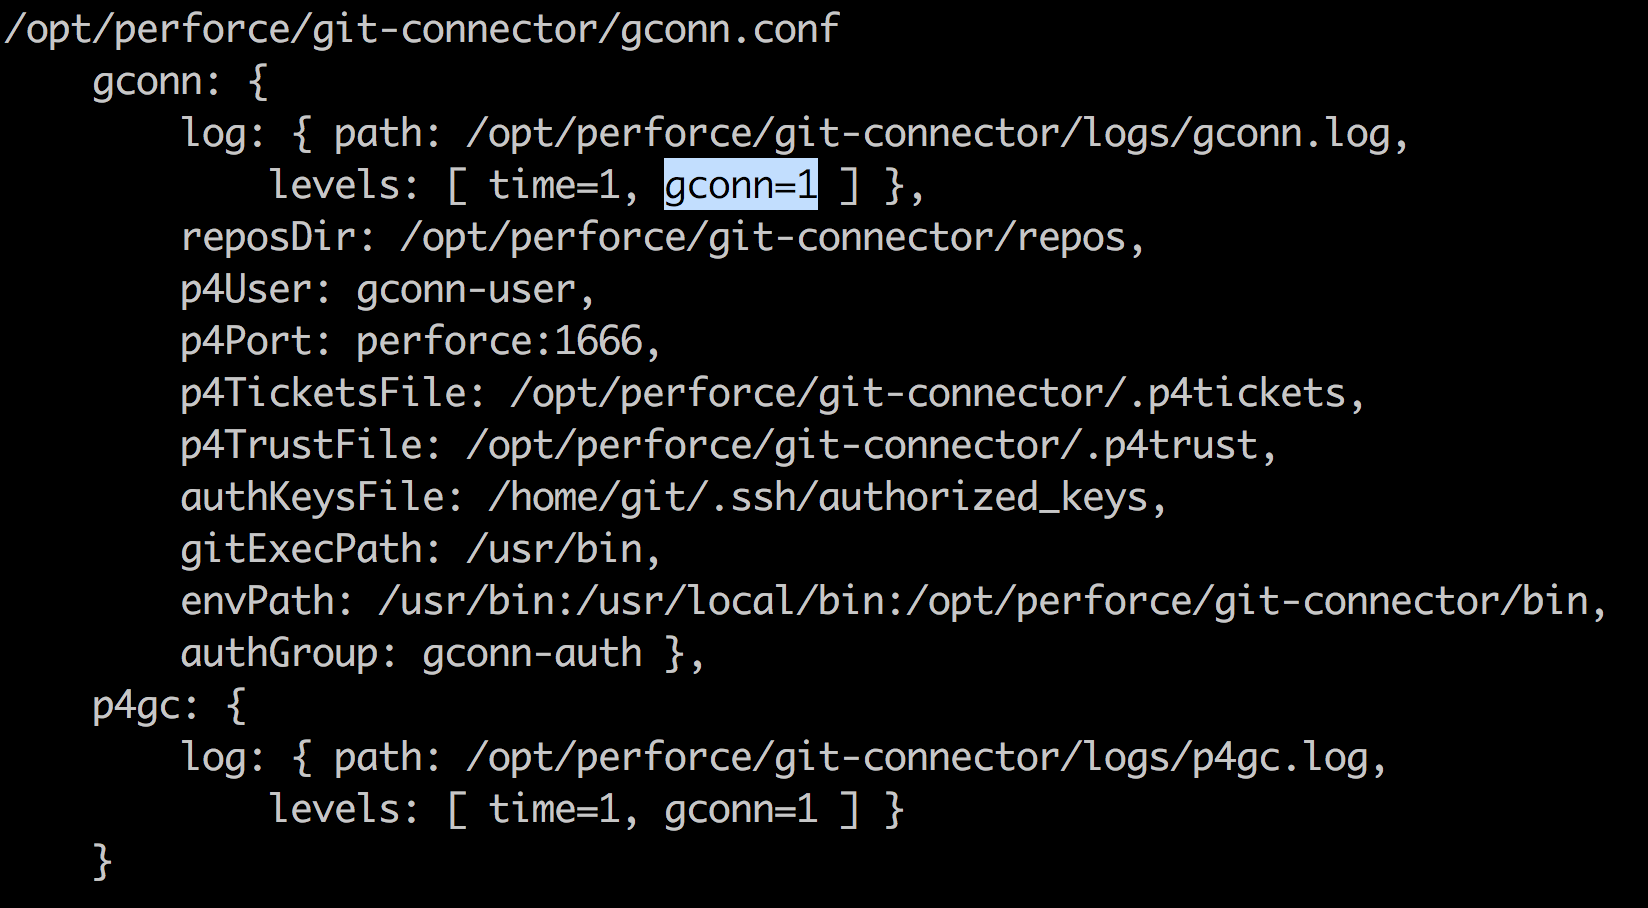 /opt/perforce/git-connector/gconn.conf
gconn: {
log: { path: /opt/perforce/git-connector/logs/gconn.log,
levels: [ time=1, gconn=1 ] },
reposDir: /opt/perforce/git-connector/repos,
p4User: gconn-user,
p4Port: perforce:1666,
p4TicketsFile: /opt/perforce/git-connector/.p4tickets,
p4TrustFile: /opt/perforce/git-connector/.p4trust,
authKeysFile: /home/git/.ssh/authorized_keys,
gitExecPath: /usr/bin,
envPath: /usr/bin:/usr/local/bin:/opt/perforce/git-connector/bin,
authGroup: gconn-auth },
p4gc: {
log: { path: /opt/perforce/git-connector/logs/p4gc.log,
levels: [ time=1, gconn=1 ] }
}